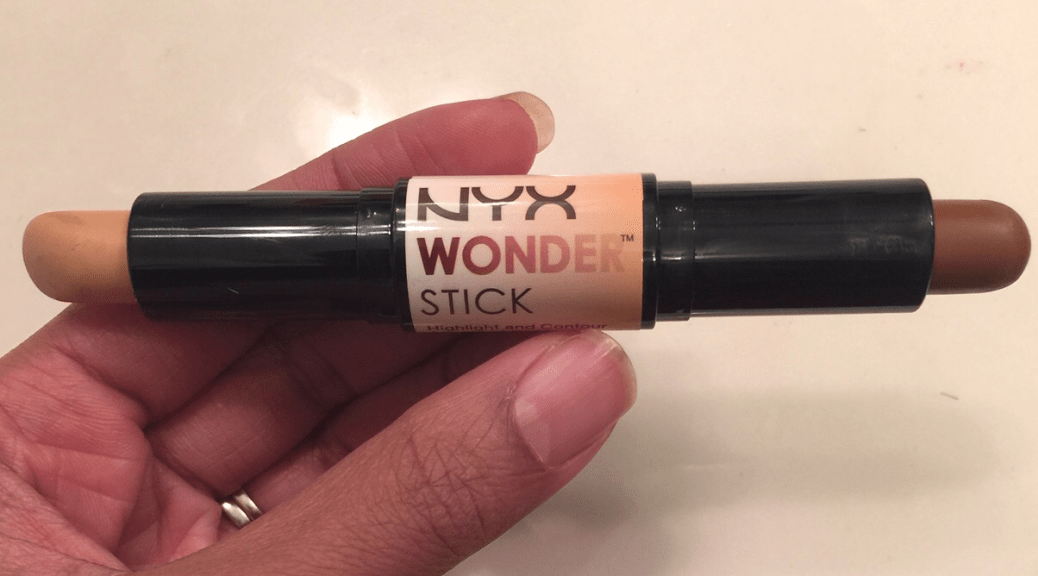 NYX
WONDER™
STICK
Highlight and Contour